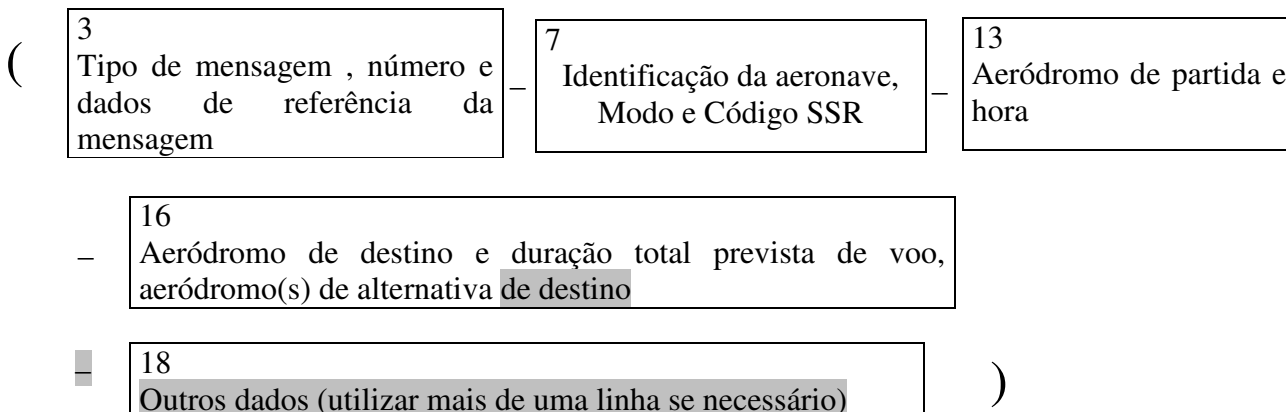 3
7
13
( Tipo de mensagem , número e dados de referência da mensagem – Identificação da aeronave, Modo e Código SSR – Aeródromo de partida e hora
16
– Aeródromo de destino e duração total prevista de voo,
aeródromo(s) de alternativa de destino
– 18
Outros dados (utilizar mais de uma linha se necessário) )